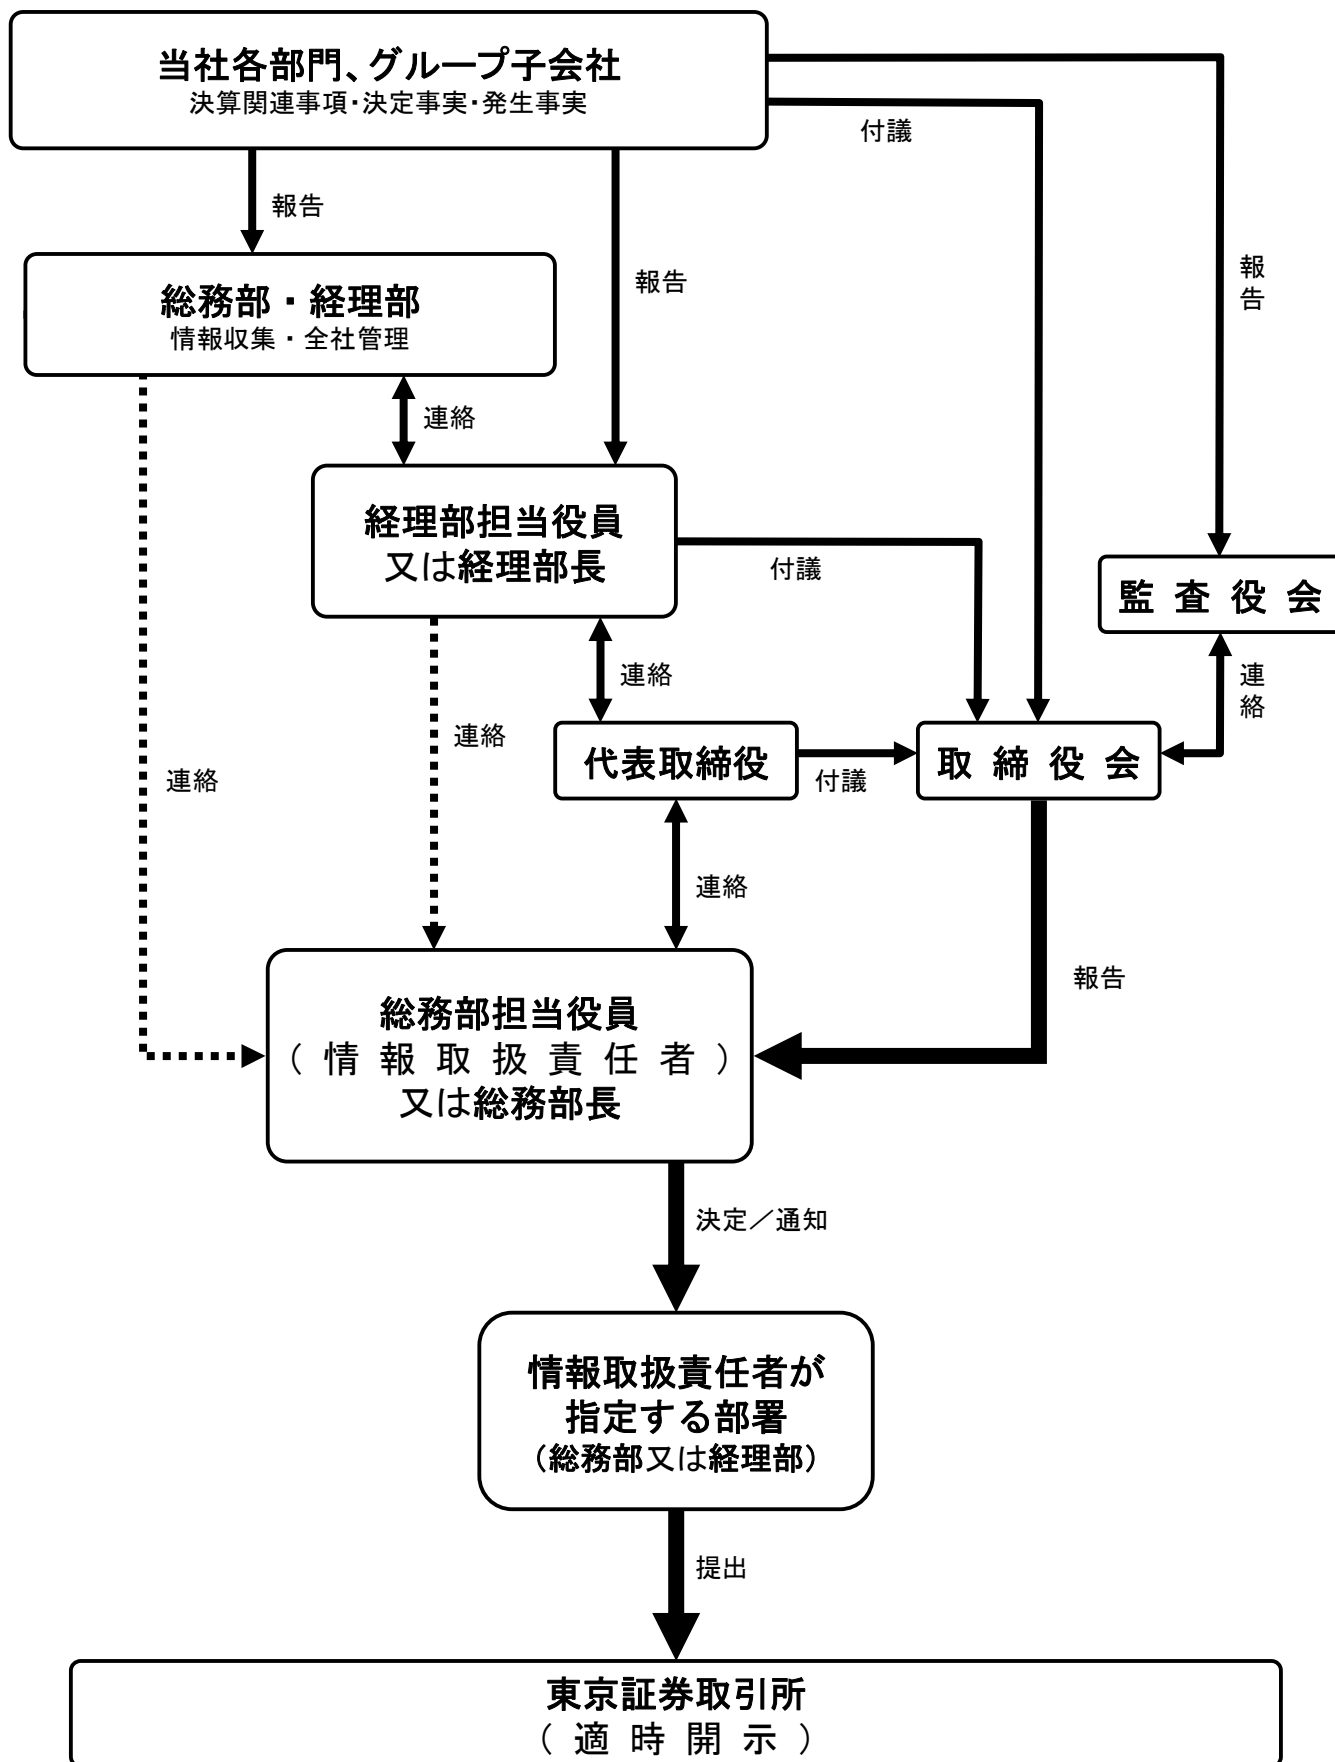 当社各部門、グループ子会社
決算関連事項・決定事実・発生事実
付議
報告
報告
報
告
総務部・経理部
情報収集・全社管理
連絡
経理部担当役員
又は経理部長
付議
監査役会
連絡
連
絡
連絡
代表取締役
付議
取締役会
連絡
連絡
報告
総務部担当役員
(情報取扱責任者)
又は総務部長
決定／通知
情報取扱責任者が
指定する部署
(総務部又は経理部)
提出
東京証券取引所
(適時開示)